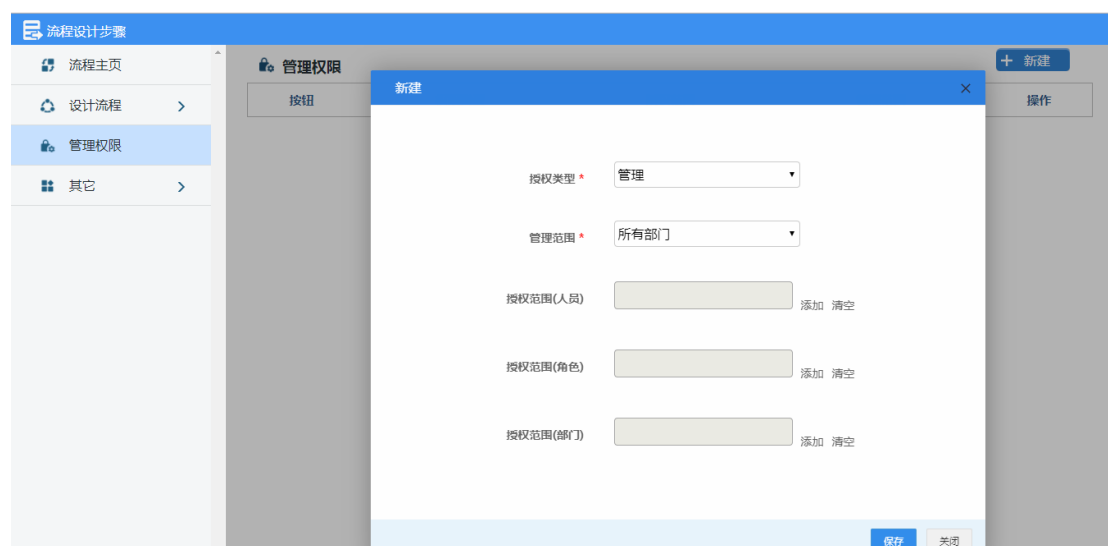 流程设计步骤
流程主页
管理权限
+ 新建
设计流程
按钮
操作
管理权限
其它
新建
授权类型 *
管理
管理范围 *
所有部门
授权范围(人员)
添加 清空
授权范围(角色)
添加 清空
授权范围(部门)
添加 清空
保存
关闭